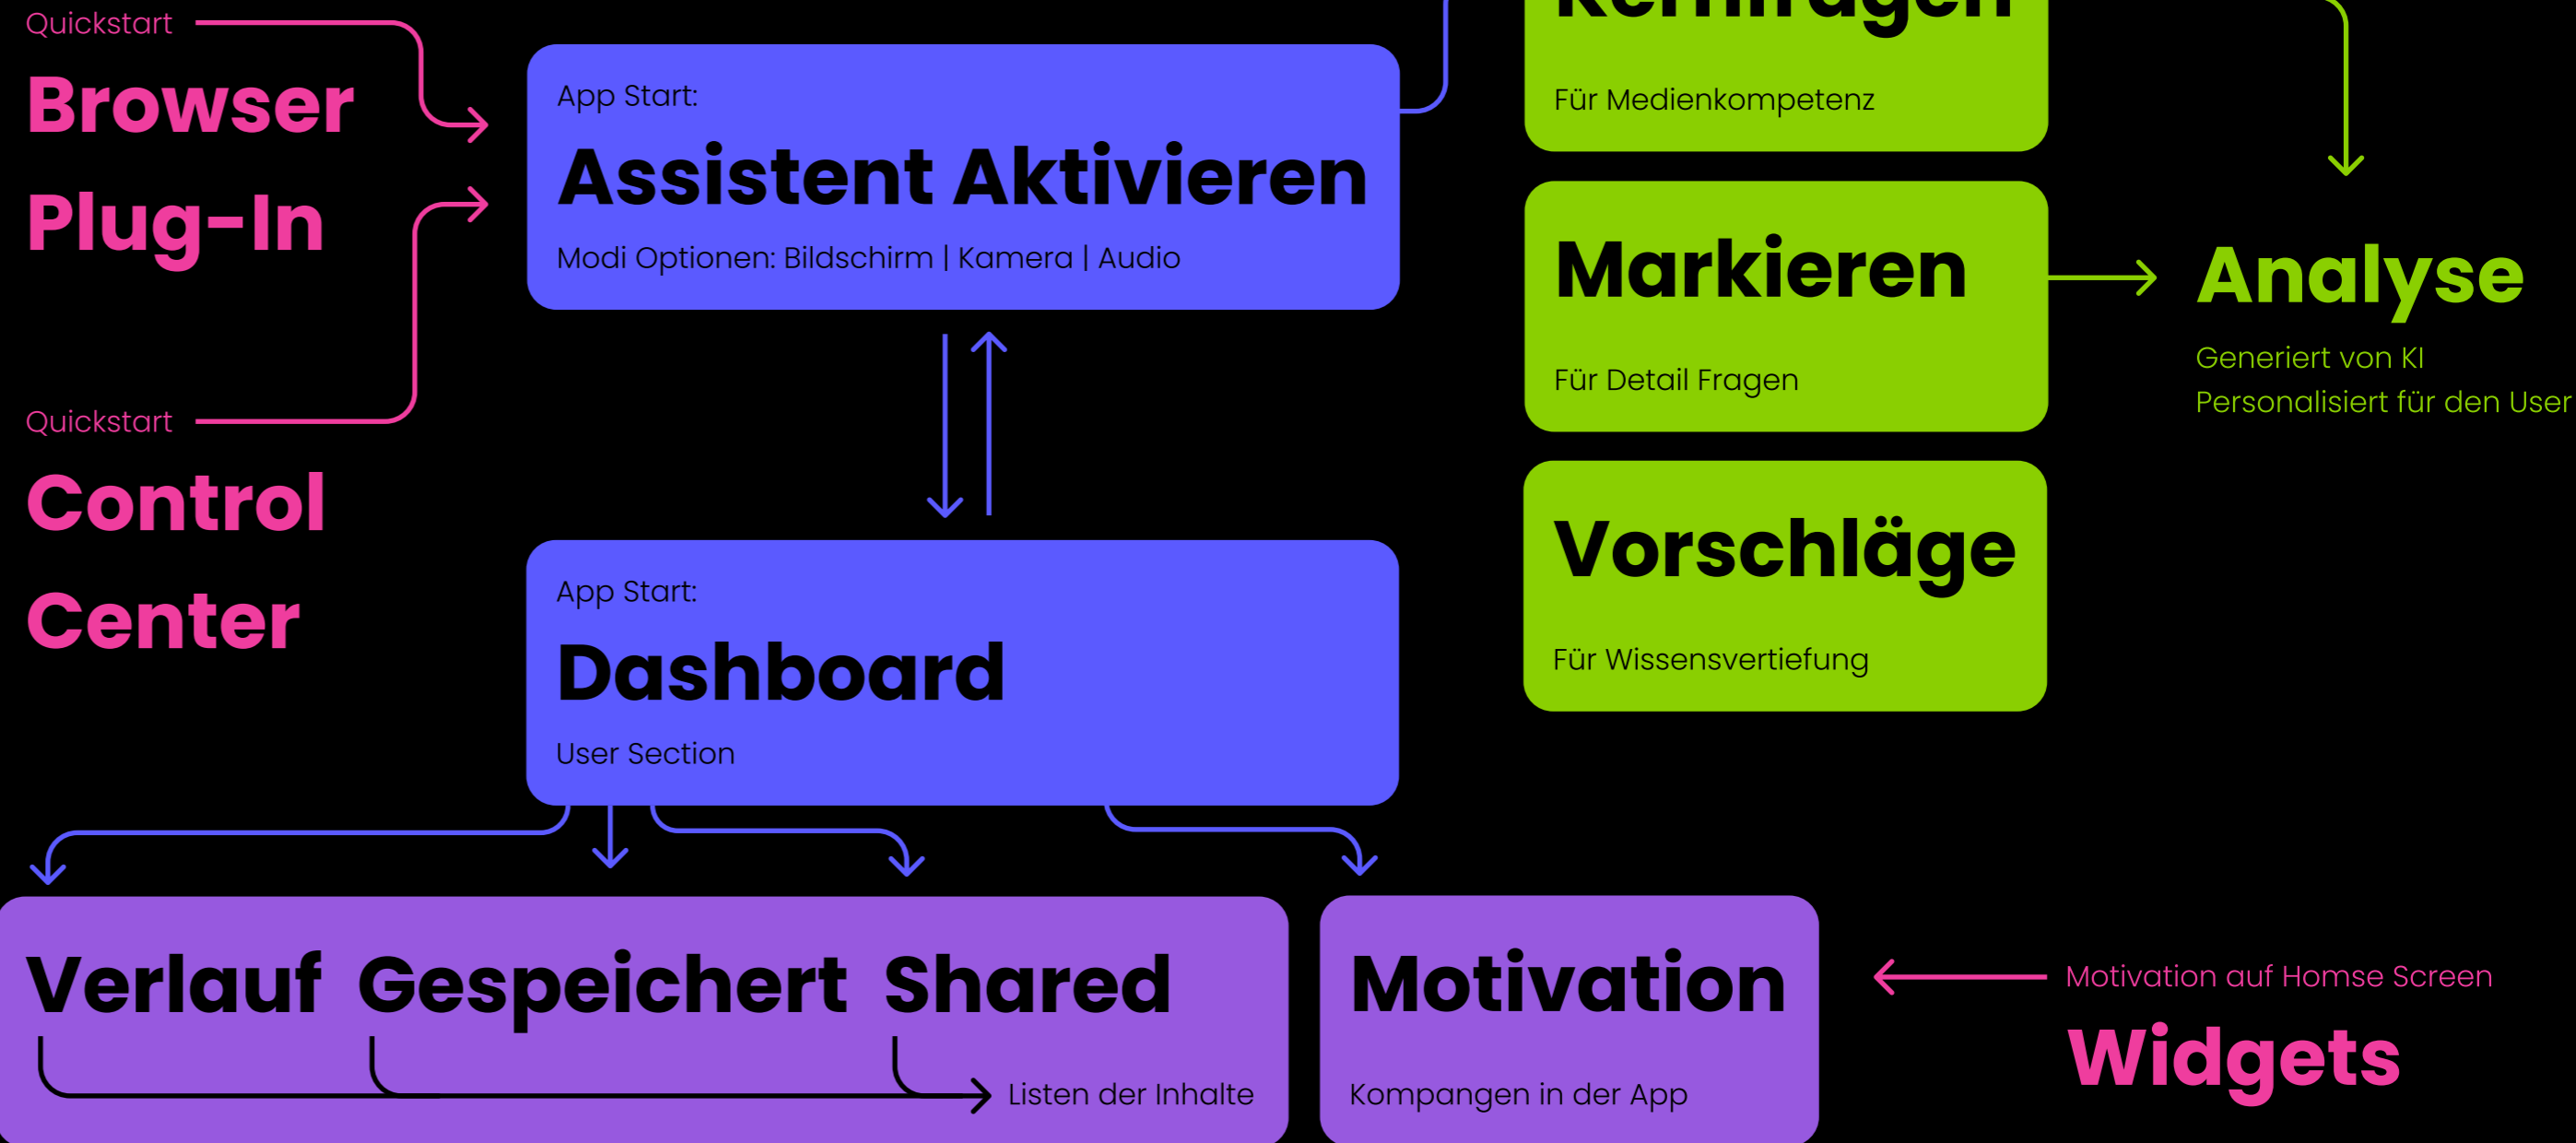 Quickstart
Browser
Plug-In
Quickstart
Control
Center
App Start:
Assistent Aktivieren
Modi Optionen: Bildschirm | Kamera | Audio
App Start:
Dashboard
User Section
Kernfragen
Für Medienkompetenz
Markieren
Für Detail Fragen
Vorschläge
Für Wissensvertiefung
Analyse
Generiert von KI
Personalisiert für den User
Verlauf Gespeichert Shared
Listen der Inhalte
Motivation
Kompangen in der App
Motivation auf Homse Screen
Widgets